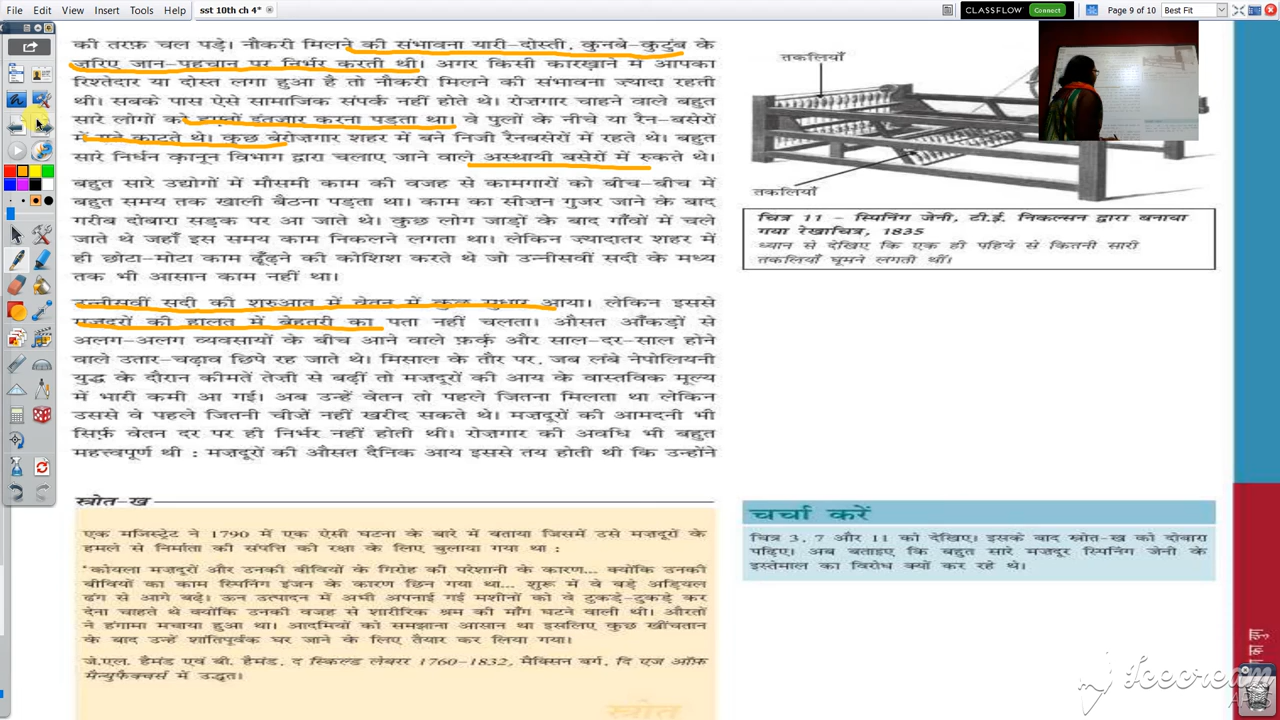 File Edit View Insert Tools Help
sst 10th ch 4*
CLASSFLOW Connect
Page 9 of 10 Best Fit
की तरफ़ चल पड़े। नौकरी मिलने की संभावना यारी-दोस्ती, कुनबे-कुटुंब के
ज़रिए जान-पहचान पर निर्भर करती थी। अगर किसी कारख़ाने में आपका
रिश्तेदार या दोस्त लगा हुआ है तो नौकरी मिलने की संभावना ज़्यादा रहती
थी। सबके पास ऐसे सामाजिक संपर्क नहीं होते थे। रोज़गार चाहने वाले बहुत
सारे लोगों को हफ़्तों इंतज़ार करना पड़ता था। वे पुलों के नीचे या रैन-बसेरों
में रातें काटते थे। कुछ बेरोज़गार शहर में बने निजी रैनबसेरों में रहते थे। बहुत
सारे निर्धन क़ानून विभाग द्वारा चलाए जाने वाले अस्थायी बसेरों में रुकते थे।
बहुत सारे उद्योगों में मौसमी काम की वजह से कामगारों को बीच-बीच में
बहुत समय तक खाली बैठना पड़ता था। काम का सीज़न गुजर जाने के बाद
गरीब दोबारा सड़क पर आ जाते थे। कुछ लोग जाड़ों के बाद गाँवों में चले
जाते थे जहाँ इस समय काम निकलने लगता था। लेकिन ज़्यादातर शहर में
ही छोटा-मोटा काम ढूँढ़ने की कोशिश करते थे जो उन्नीसवीं सदी के मध्य
तक भी आसान काम नहीं था।
उन्नीसवीं सदी की शुरुआत में वेतन में कुछ सुधार आया। लेकिन इससे
मज़दूरों की हालत में बेहतरी का पता नहीं चलता। औसत आँकड़ों से
अलग-अलग व्यवसायों के बीच आने वाले फ़र्क़ और साल-दर-साल होने
वाले उतार-चढ़ाव छिपे रह जाते थे। मिसाल के तौर पर, जब लंबे नेपोलियनी
युद्ध के दौरान कीमतें तेज़ी से बढ़ीं तो मज़दूरों की आय के वास्तविक मूल्य
में भारी कमी आ गई। अब उन्हें वेतन तो पहले जितना मिलता था लेकिन
उससे वे पहले जितनी चीज़ें नहीं खरीद सकते थे। मज़दूरों की आमदनी भी
सिर्फ़ वेतन दर पर ही निर्भर नहीं होती थी। रोज़गार की अवधि भी बहुत
महत्त्वपूर्ण थी : मज़दूरों की औसत दैनिक आय इससे तय होती थी कि उन्होंने
तकलियाँ
तकलियाँ
चित्र 11 – स्पिनिंग जेनी, टी.ई. निकल्सन द्वारा बनाया
गया रेखाचित्र, 1835
ध्यान से देखिए कि एक ही पहिये से कितनी सारी
तकलियाँ घूमने लगती थीं।
स्रोत-ख
एक मजिस्ट्रेट ने 1790 में एक ऐसी घटना के बारे में बताया जिसमें उसे मज़दूरों के
हमले से निर्माता की संपत्ति की रक्षा के लिए बुलाया गया था :
'कोयला मज़दूरों और उनकी बीवियों के गिरोह की परेशानी के कारण... क्योंकि उनकी
बीवियों का काम स्पिनिंग इंजन के कारण छिन गया था... शुरू में वे बड़े अड़ियल
ढंग से आगे बढ़े। ऊन उत्पादन में अभी अपनाई गई मशीनों को वे टुकड़े-टुकड़े कर
देना चाहते थे क्योंकि उनकी वजह से शारीरिक श्रम की माँग घटने वाली थी। औरतों
ने हंगामा मचाया हुआ था। आदमियों को समझाना आसान था इसलिए कुछ खींचतान
के बाद उन्हें शांतिपूर्वक घर जाने के लिए तैयार कर लिया गया।
जे.एल. हैमंड एवं बी. हैमंड, द स्किल्ड लेबरर 1760–1832, मैक्सिन बर्ग, दि एज ऑफ़
मैन्युफ़ैक्चर्स में उद्धृत।
स्रोत
चर्चा करें
चित्र 3, 7 और 11 को देखिए। इसके बाद स्रोत-ख को दोबारा
पढ़िए। अब बताइए कि बहुत सारे मज़दूर स्पिनिंग जेनी के
इस्तेमाल का विरोध क्यों कर रहे थे।
Icecream
APPS